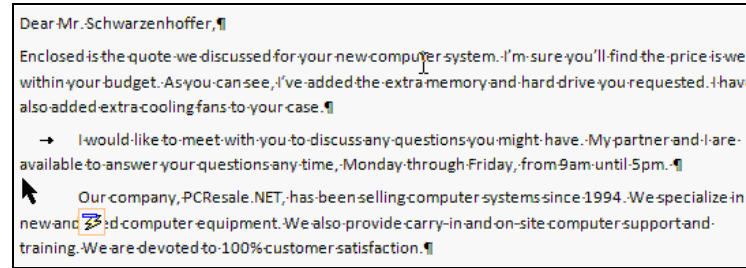 Dear Mr. Schwarzenhoffer,¶
Enclosed is the quote we discussed for your new computer system. I'm sure you'll find the price is we
within your budget. As you can see, I've added the extra memory and hard drive you requested. I hav
also added extra cooling fans to your case.¶
→ I would like to meet with you to discuss any questions you might have. My partner and I are
available to answer your questions any time, Monday through Friday, from 9am until 5pm. ¶
Our company, PCResale.NET, has been selling computer systems since 1994. We specialize in
new and ed computer equipment. We also provide carry-in and on-site computer support and
training. We are devoted to 100% customer satisfaction.¶